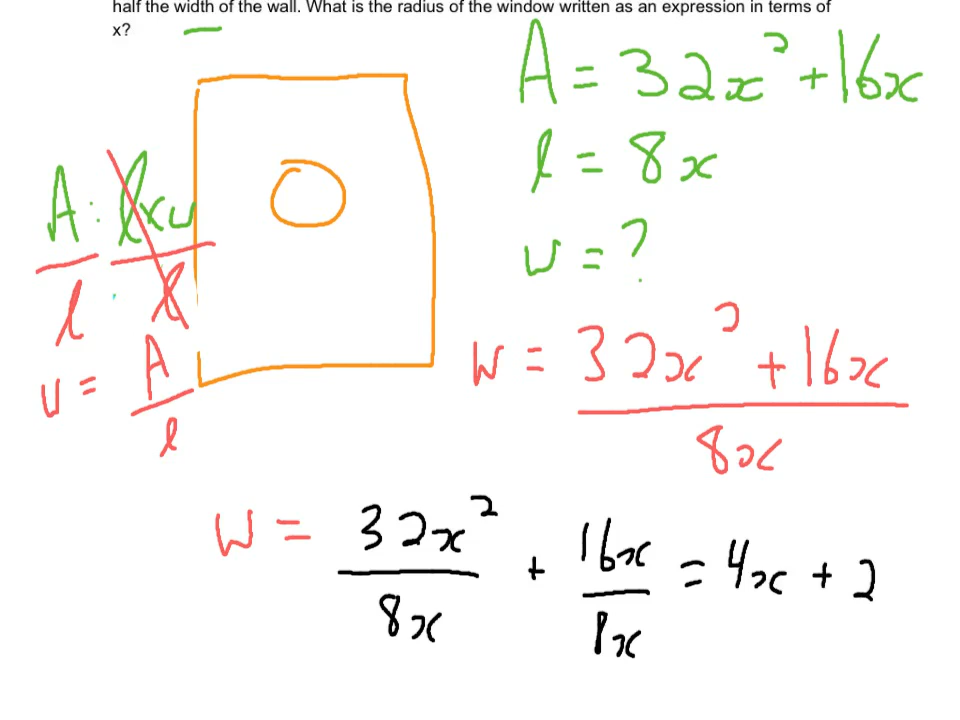 half the width of the wall. What is the radius of the window written as an expression in terms of
x?
A = 32x² + 16x
l = 8x
w = ?
A : l x w
l : l
w = A
l
w = 32x² + 16x
8x
w = 32x² + 16x = 4x + 2
8x 8x